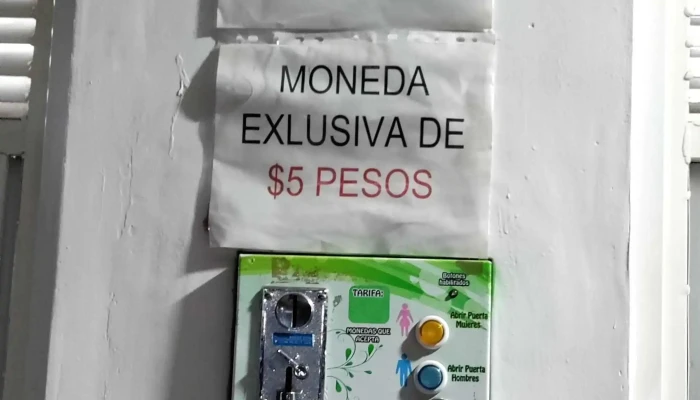 MONEDA
EXLUSIVA DE
$5 PESOS
Botones
habilitados
TARIFA:
Abrir Puerta
Mujeres
MONEDAS QUE
ACEPTA
Abrir Puerta
Hombres